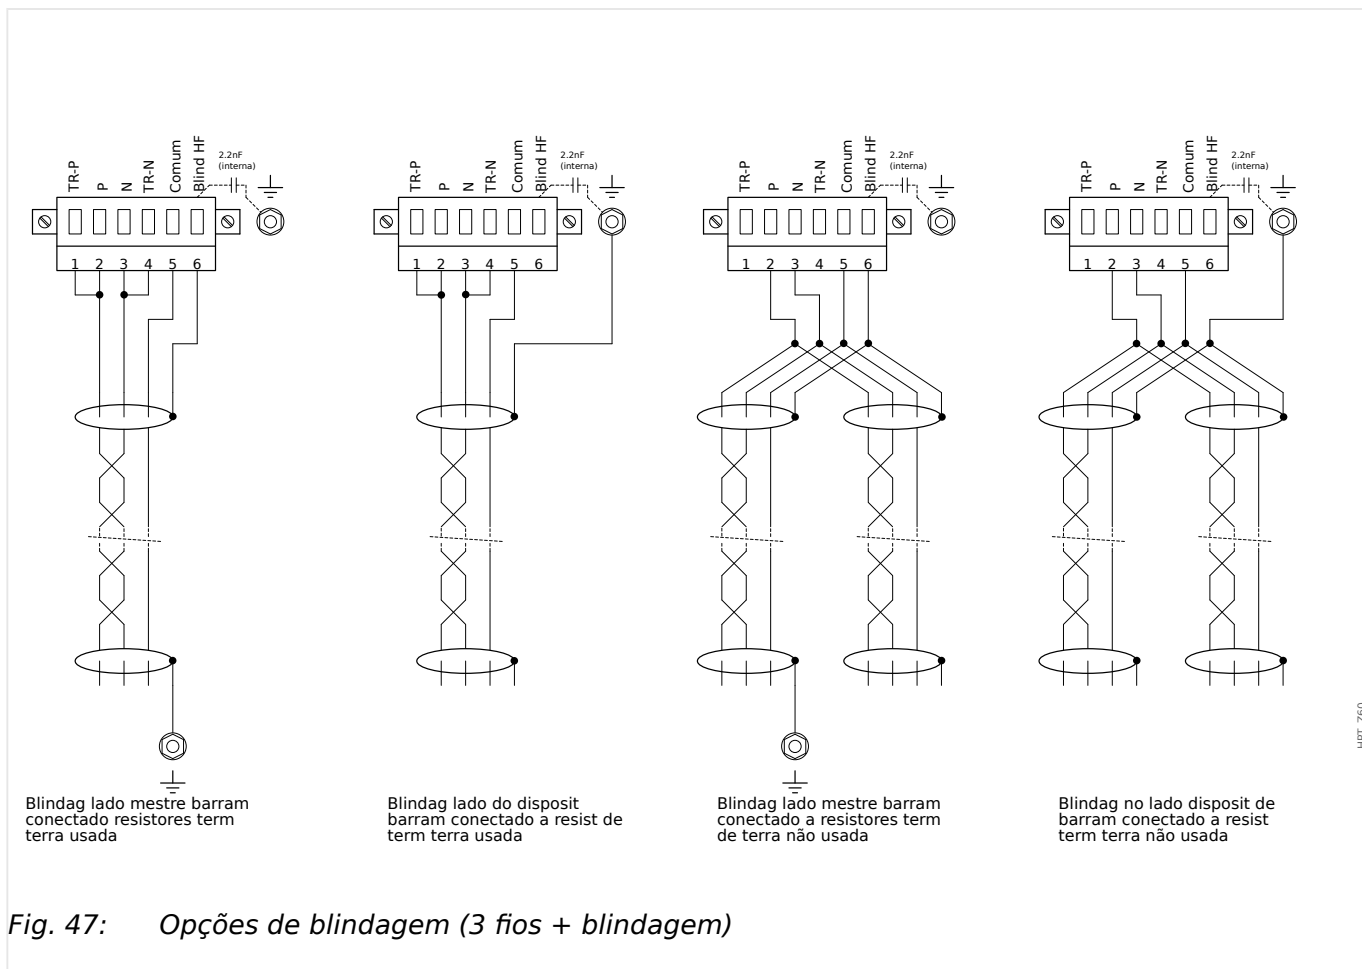 TR-P P N TR-N Comum Blind HF
2.2nF
(interna)
1 2 3 4 5 6
TR-P P N TR-N Comum Blind HF
2.2nF
(interna)
1 2 3 4 5 6
TR-P P N TR-N Comum Blind HF
2.2nF
(interna)
1 2 3 4 5 6
TR-P P N TR-N Comum Blind HF
2.2nF
(interna)
1 2 3 4 5 6
Blindag lado mestre barram
conectado resistores term
terra usada
Blindag lado do disposit
barram conectado a resist de
term terra usada
Blindag lado mestre barram
conectado a resistores term
de terra não usada
Blindag no lado disposit de
barram conectado a resist
term terra não usada
Fig. 47: Opções de blindagem (3 fios + blindagem)